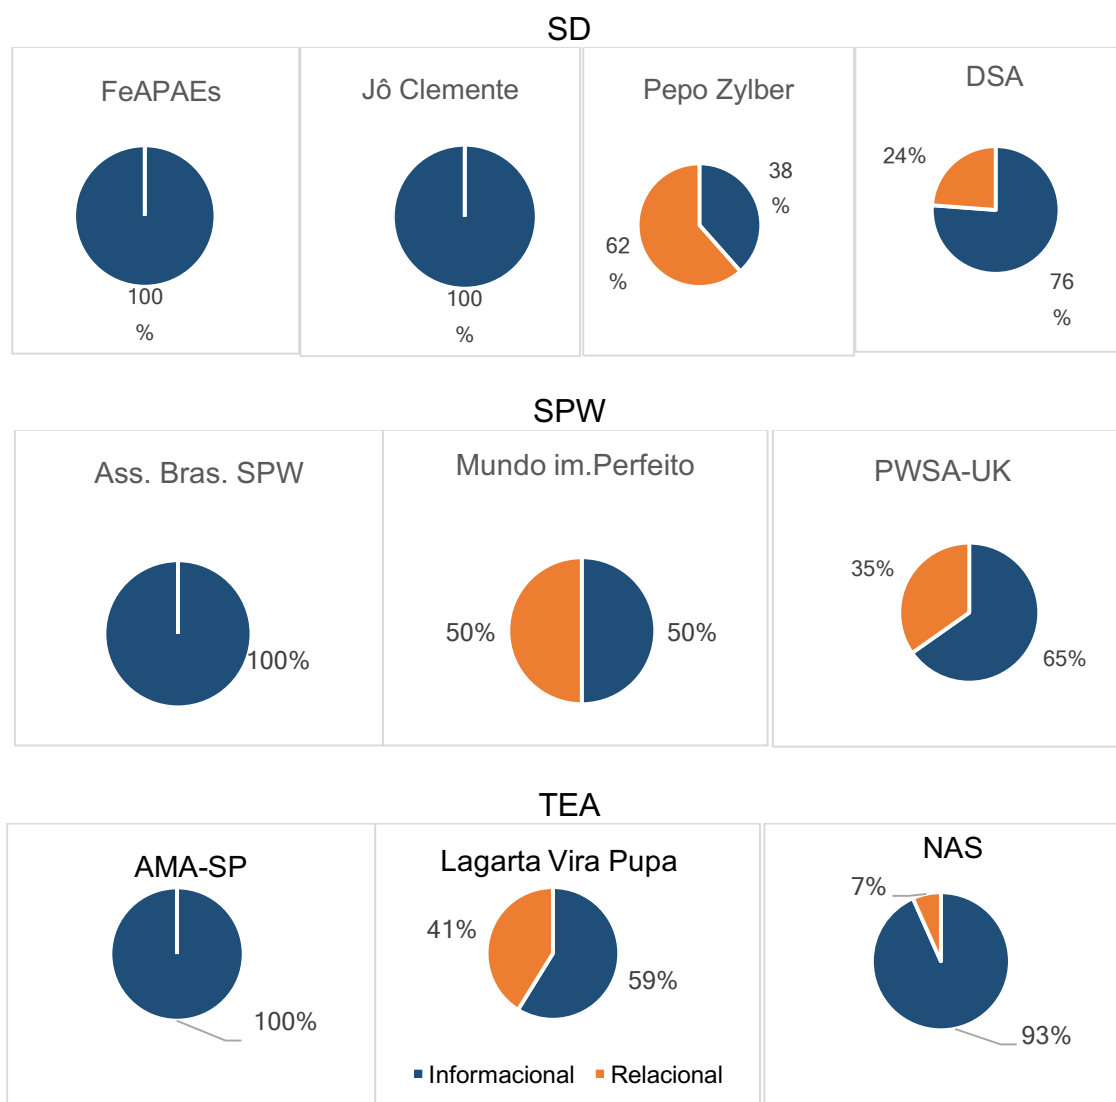 SD
FeAPAEs
100
%
Jô Clemente
100
%
Pepo Zylber
38
%
62
%
DSA
24%
76
%
SPW
Ass. Bras. SPW
100%
Mundo im.Perfeito
50%
50%
PWSA-UK
35%
65%
TEA
AMA-SP
100%
Lagarta Vira Pupa
41%
59%
Informacional Relacional
NAS
7%
93%